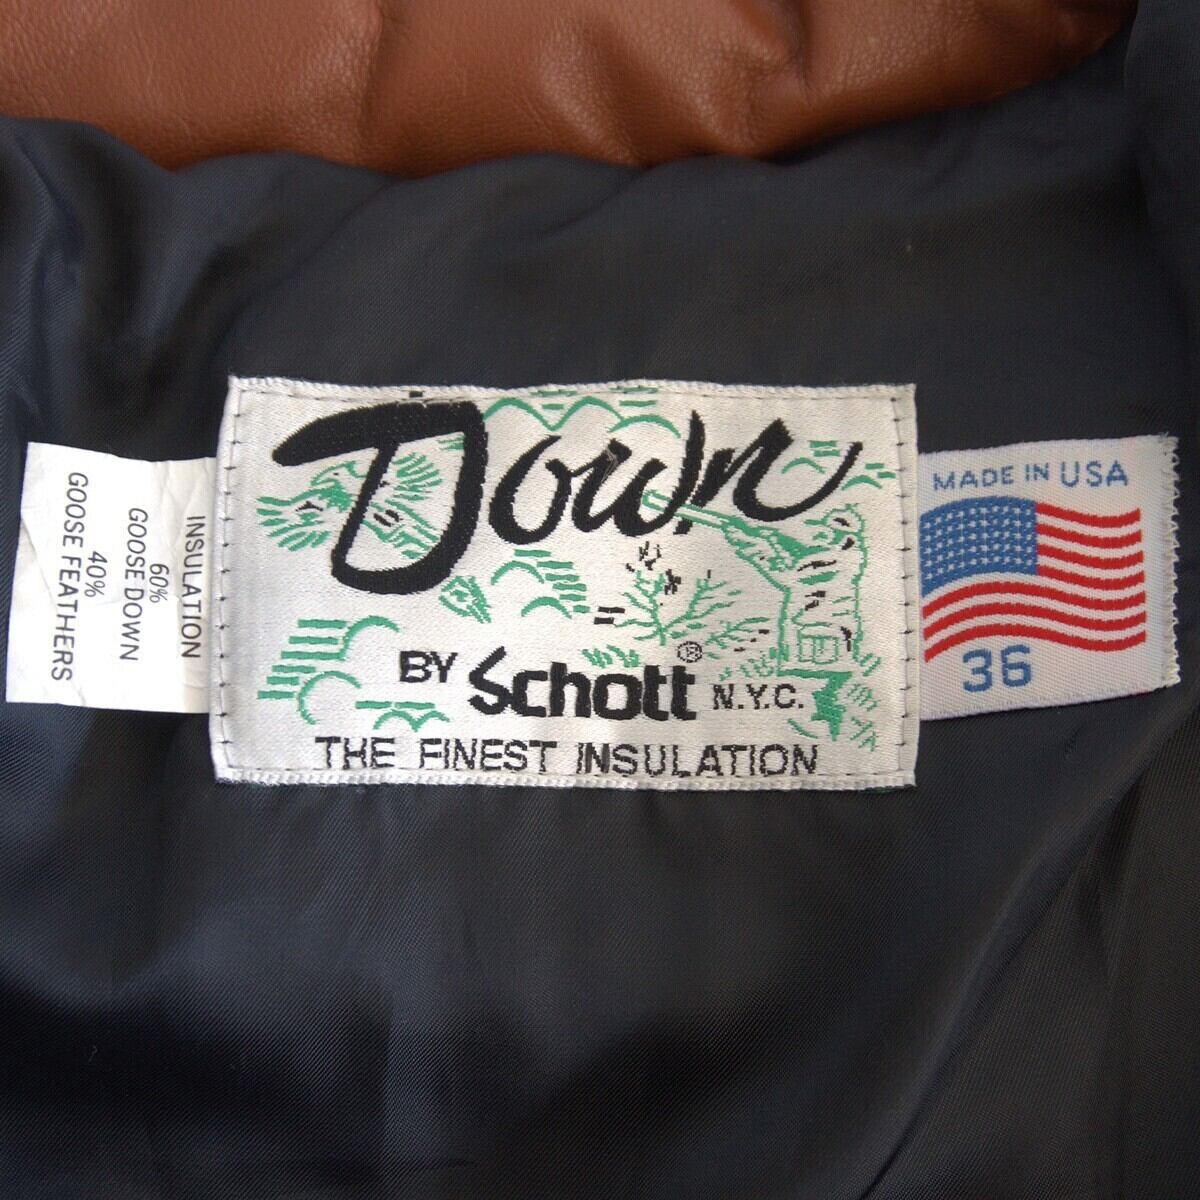 INSULATION
60%
GOOSE DOWN
40%
GOOSE FEATHERS
Down
BY Schott® N.Y.C.
THE FINEST INSULATION
MADE IN USA
36